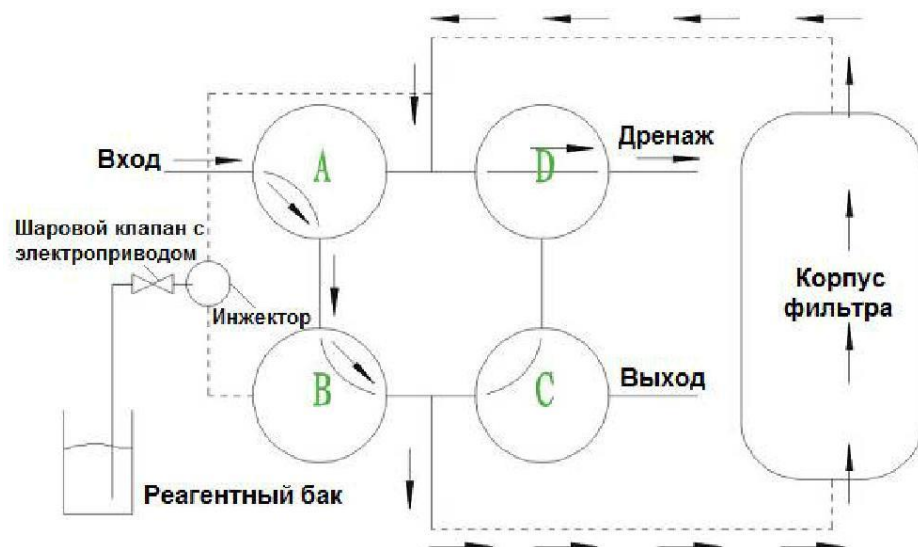 Вход
A
D
Дренаж
Шаровой клапан с
электроприводом
Инжектор
Корпус
фильтра
B
C
Выход
Реагентный бак